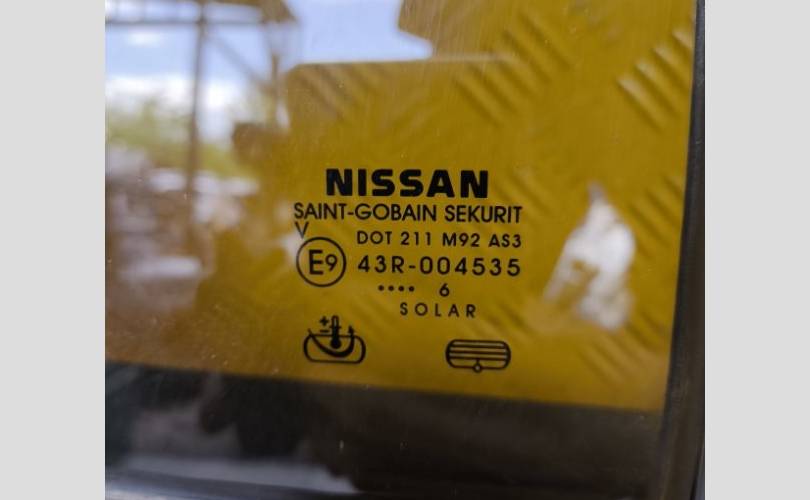 NISSAN
SAINT-GOBAIN SEKURIT
V
DOT 211 M92 AS3
E9 43R-004535
.... 6
SOLAR